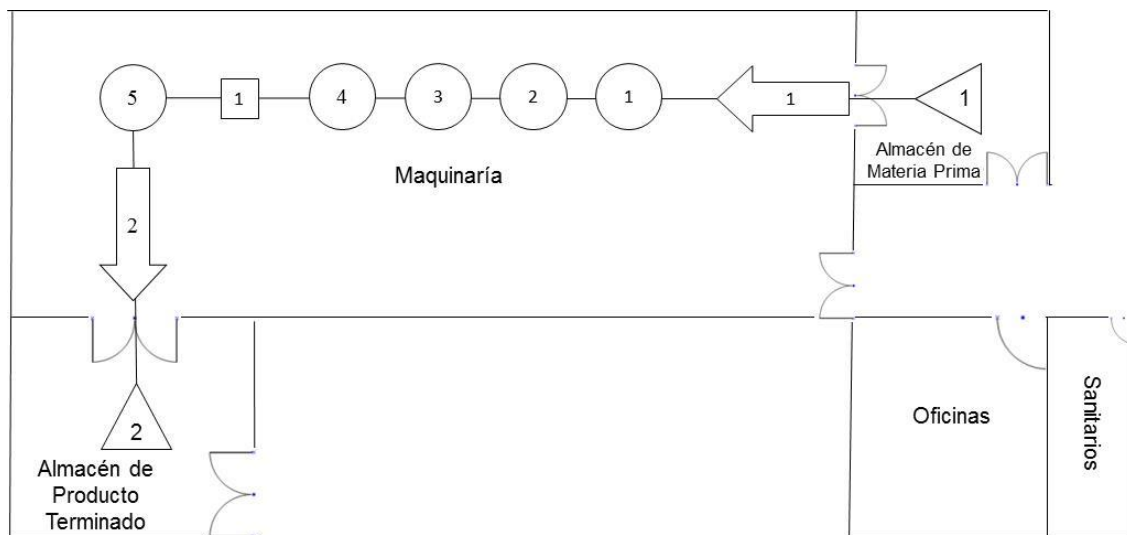 5
1
4
3
2
1
1
1
Almacén de
Materia Prima
Maquinaría
2
2
Almacén de
Producto
Terminado
Oficinas
Sanitarios